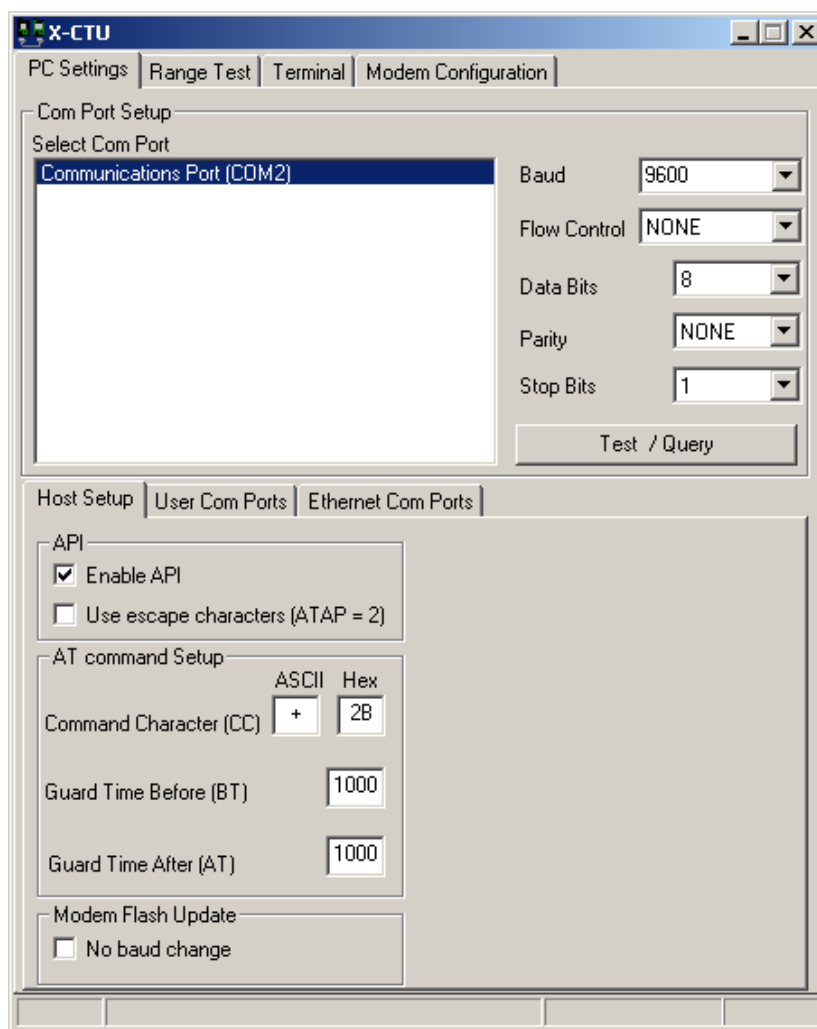 X-CTU
PC Settings Range Test Terminal Modem Configuration
Com Port Setup
Select Com Port
Communications Port (COM2)
Baud 9600
Flow Control NONE
Data Bits 8
Parity NONE
Stop Bits 1
Test / Query
Host Setup User Com Ports Ethernet Com Ports
API
Enable API
Use escape characters (ATAP = 2)
AT command Setup
ASCII Hex
Command Character (CC) + 2B
Guard Time Before (BT) 1000
Guard Time After (AT) 1000
Modem Flash Update
No baud change